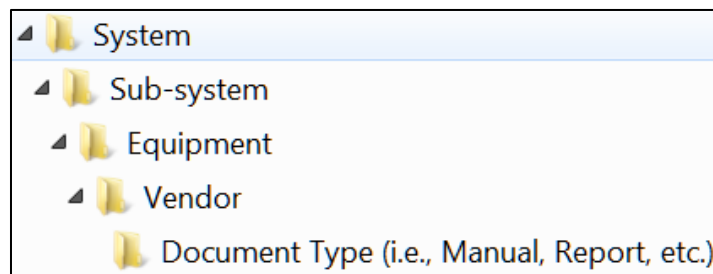 System
Sub-system
Equipment
Vendor
Document Type (i.e., Manual, Report, etc.)